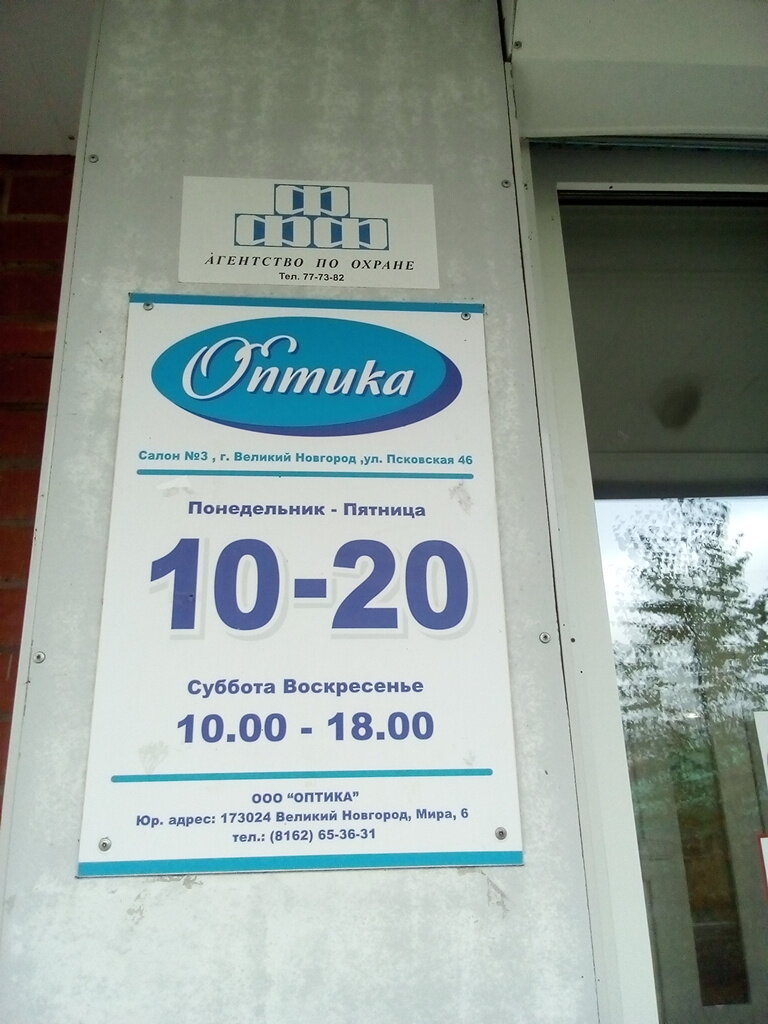 АГЕНТСТВО ПО ОХРАНЕ
Тел. 77-73-82
Оптика
Салон №3 , г. Великий Новгород ,ул. Псковская 46
Понедельник - Пятница
10-20
Суббота Воскресенье
10.00 - 18.00
ООО "ОПТИКА"
Юр. адрес: 173024 Великий Новгород, Мира, 6
тел.: (8162) 65-36-31